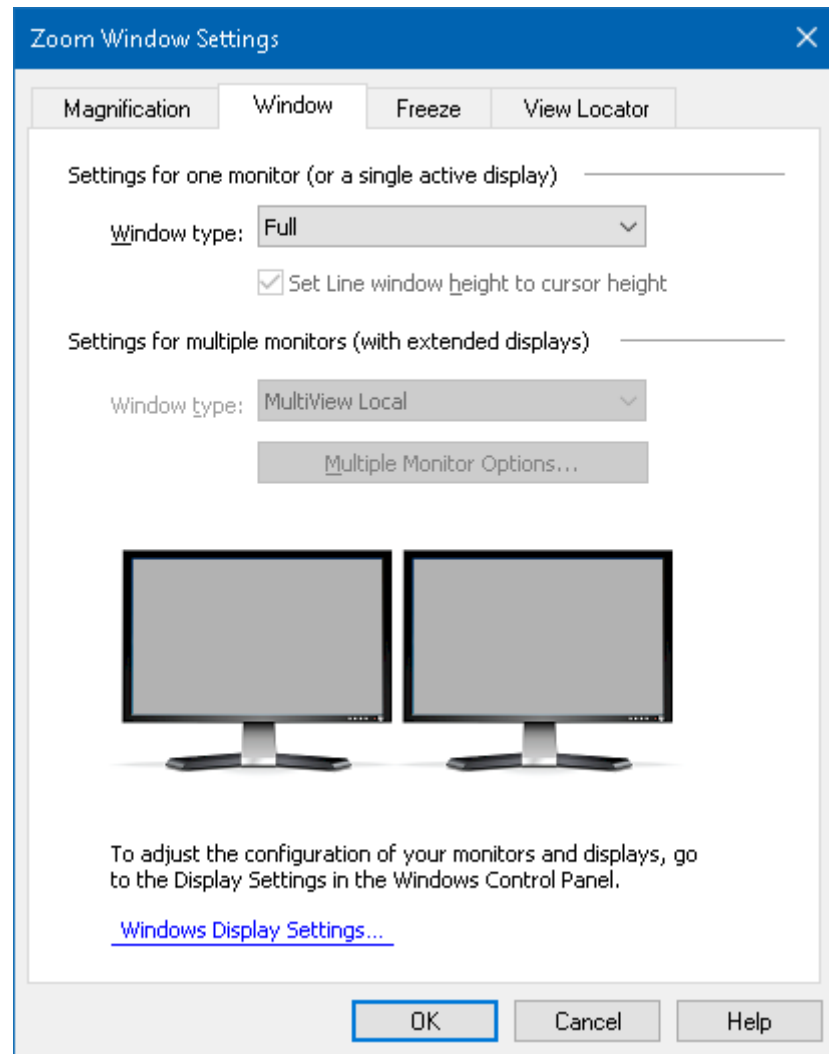 Zoom Window Settings
Magnification Window Freeze View Locator
Settings for one monitor (or a single active display)
Window type: Full
Set Line window height to cursor height
Settings for multiple monitors (with extended displays)
Window type: MultiView Local
Multiple Monitor Options...
To adjust the configuration of your monitors and displays, go
to the Display Settings in the Windows Control Panel.
Windows Display Settings...
OK Cancel Help